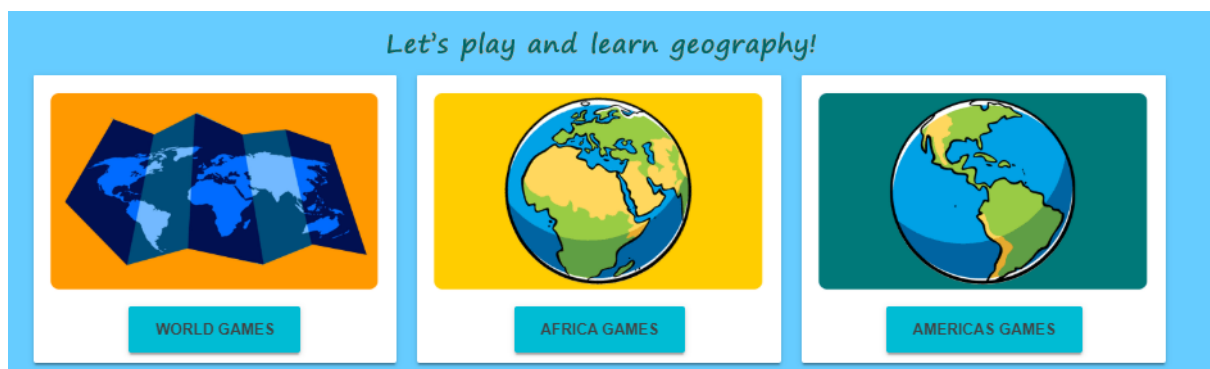 Let's play and learn geography!
WORLD GAMES
AFRICA GAMES
AMERICAS GAMES